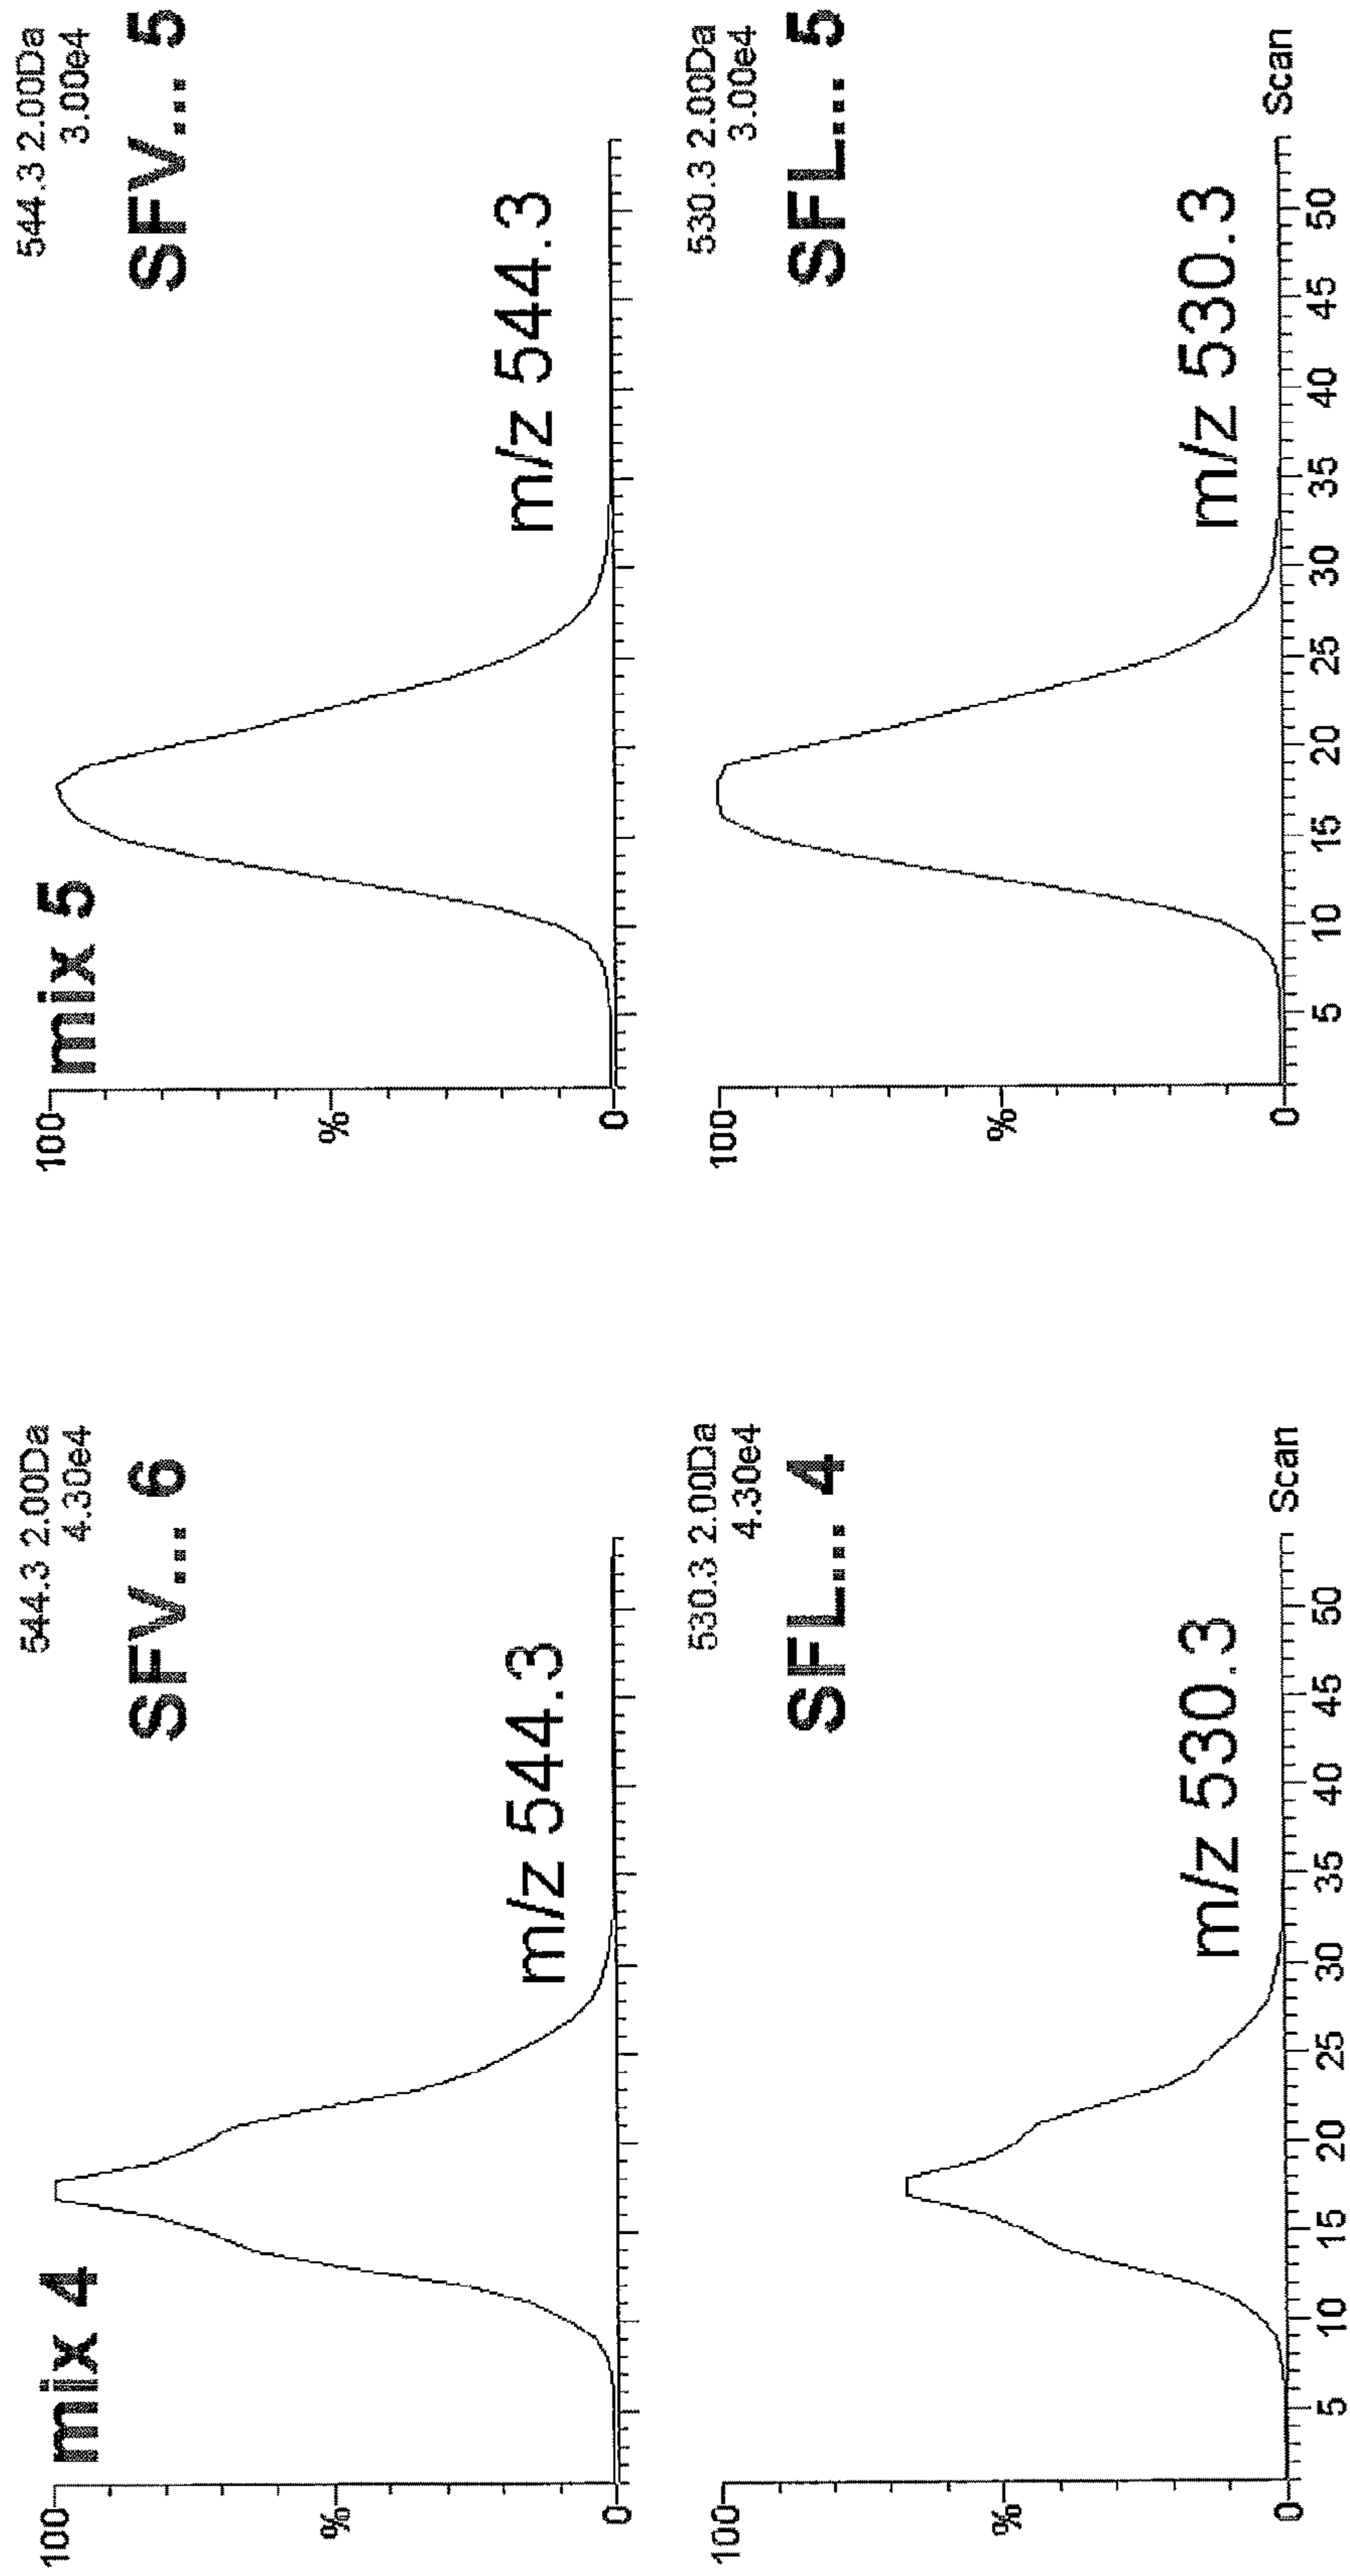 mix 4
544.3 2.00Da
4.30e4
SFV... 6
100
%
0
m/z 544.3
530.3 2.00Da
4.30e4
SFL... 4
100
%
0
m/z 530.3
5 10 15 20 25 30 35 40 45 50
Scan
mix 5
544.3 2.00Da
3.00e4
SFV... 5
100
%
0
m/z 544.3
530.3 2.00Da
3.00e4
SFL... 5
100
%
0
m/z 530.3
5 10 15 20 25 30 35 40 45 50
Scan